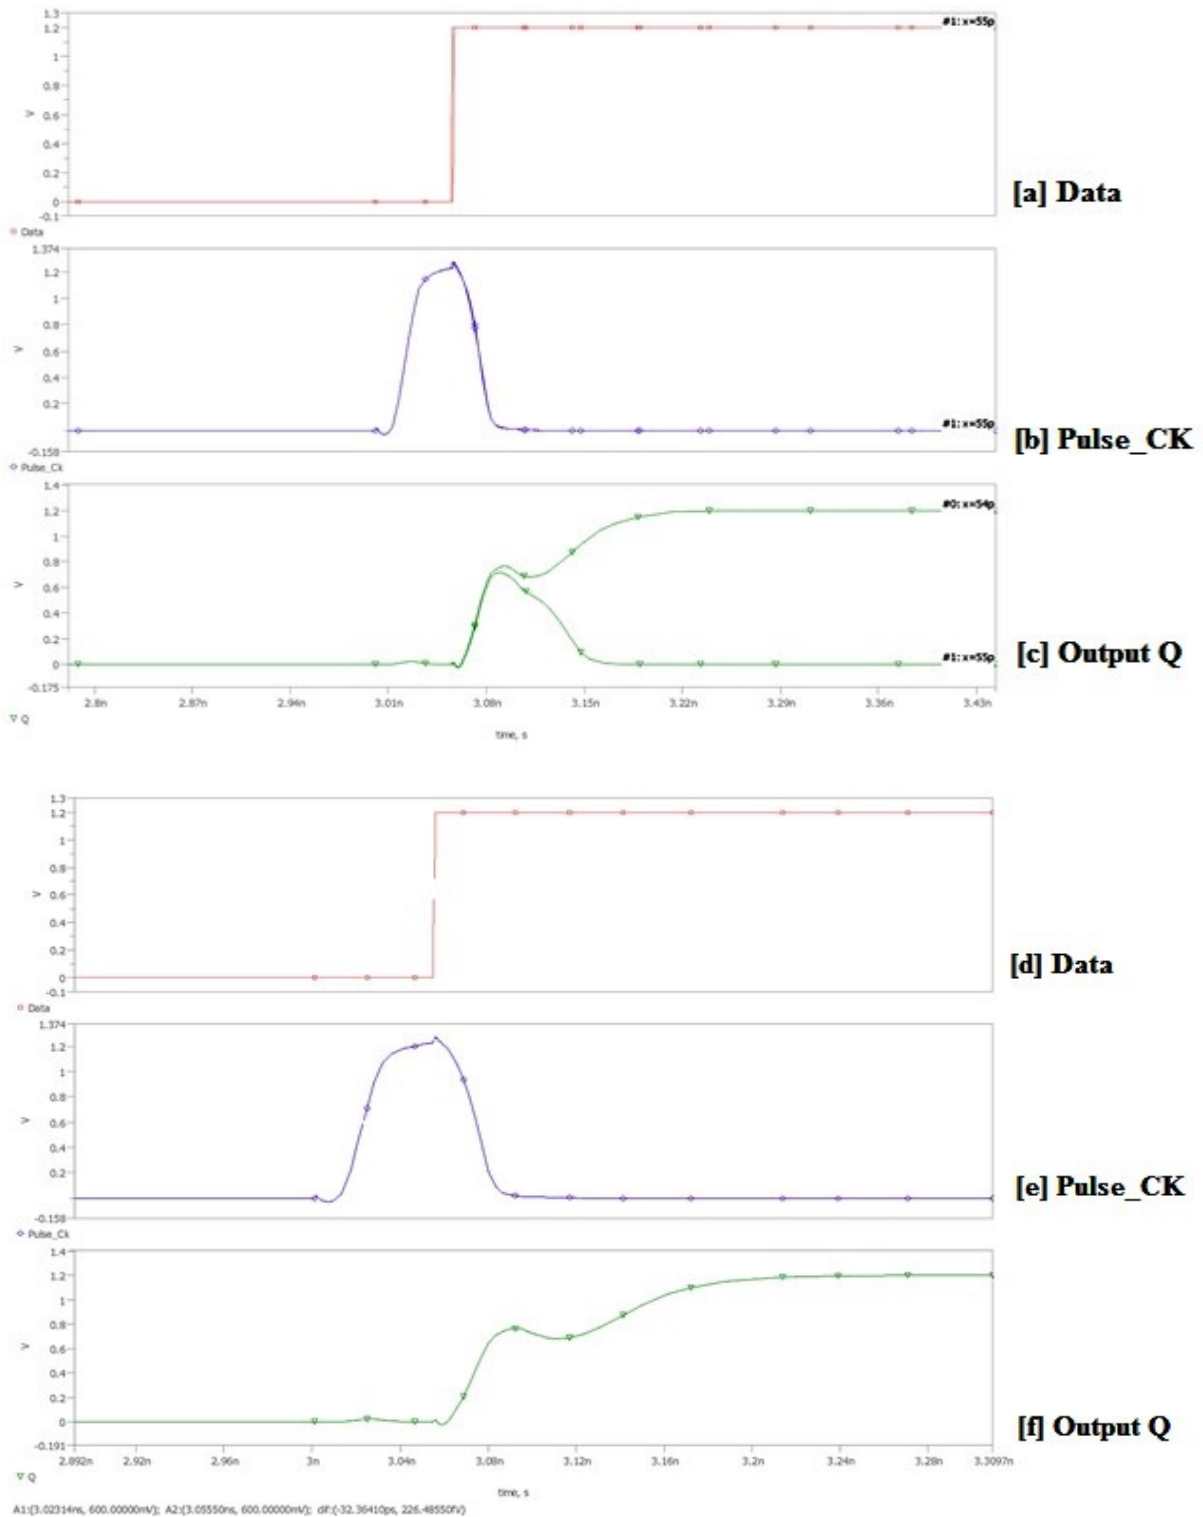 1.3
1.2
1
0.8
0.6
0.4
0.2
0
-0.1
V
#1: x=55p
[a] Data
Data
1.374
1.2
1
0.8
0.6
0.4
0.2
-0.158
V
#1: x=55p
[b] Pulse_CK
Pulse_Ck
1.4
1.2
1
0.8
0.6
0.4
0.2
0
-0.175
V
#0: x=54p
#1: x=55p
[c] Output Q
2.8n 2.87n 2.94n 3.01n 3.08n 3.15n 3.22n 3.29n 3.36n 3.43n
Q
time, s
1.3
1.2
1
0.8
0.6
0.4
0.2
0
-0.1
V
[d] Data
Data
1.374
1.2
1
0.8
0.6
0.4
0.2
-0.158
V
[e] Pulse_CK
Pulse_Ck
1.4
1.2
1
0.8
0.6
0.4
0.2
0
-0.191
V
[f] Output Q
2.892n 2.92n 2.96n 3n 3.04n 3.08n 3.12n 3.16n 3.2n 3.24n 3.28n 3.3097n
Q
time, s
A1:(3.02314ns, 600.00000mV); A2:(3.05550ns, 600.00000mV); dif:(-32.36410ps, 226.48550fV)